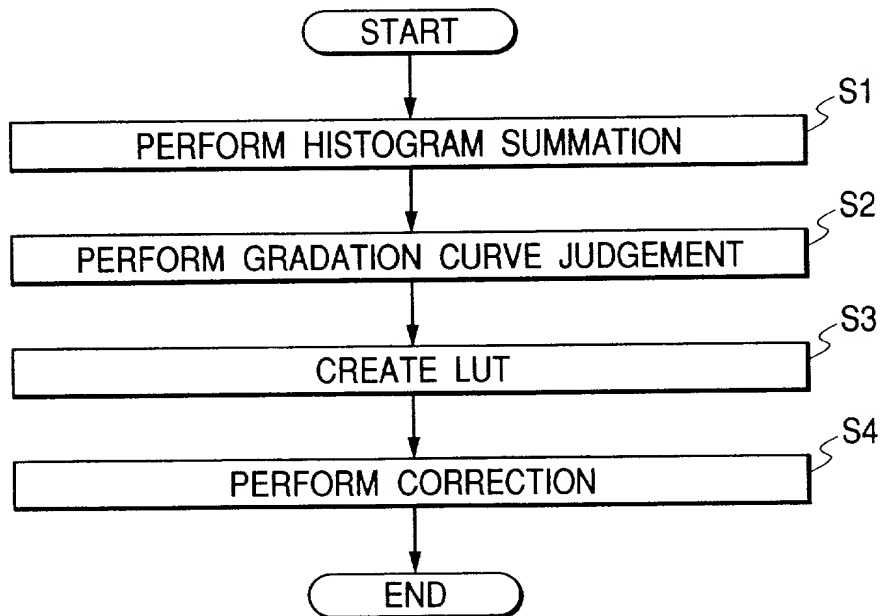 START
S1
PERFORM HISTOGRAM SUMMATION
S2
PERFORM GRADATION CURVE JUDGEMENT
S3
CREATE LUT
S4
PERFORM CORRECTION
END